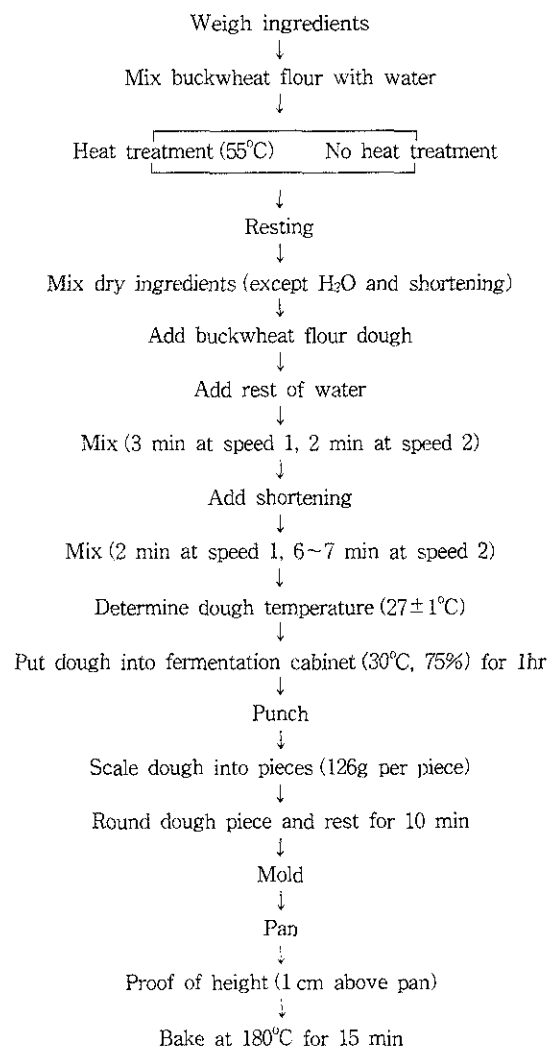 Weigh ingredients
↓
Mix buckwheat flour with water
↓
Heat treatment (55°C) No heat treatment
↓
Resting
↓
Mix dry ingredients (except H₂O and shortening)
↓
Add buckwheat flour dough
↓
Add rest of water
↓
Mix (3 min at speed 1, 2 min at speed 2)
↓
Add shortening
↓
Mix (2 min at speed 1, 6~7 min at speed 2)
↓
Determine dough temperature (27±1°C)
↓
Put dough into fermentation cabinet (30°C, 75%) for 1hr
↓
Punch
↓
Scale dough into pieces (126g per piece)
↓
Round dough piece and rest for 10 min
↓
Mold
↓
Pan
↓
Proof of height (1 cm above pan)
↓
Bake at 180°C for 15 min